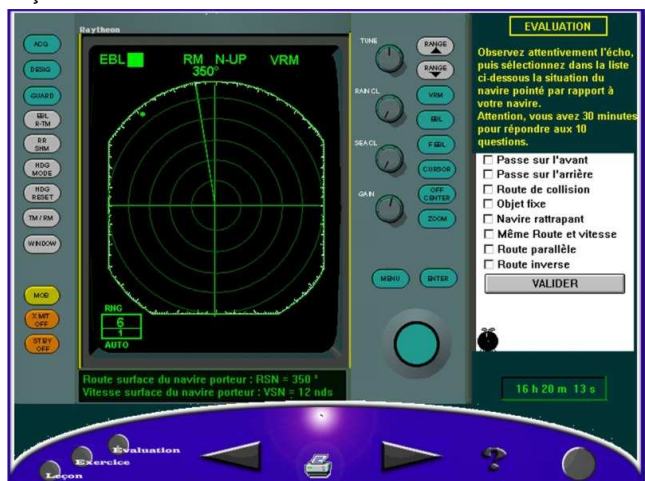 Raytheon
ACQ
DESIG
GUARD
EBL
R-TM
RR
SHM
HDG
MODE
HDG
RESET
TM / RM
WINDOW
MOB
X MIT
OFF
ST BY
OFF
EBL
RM N-UP
VRM
350°
RNG
6
1
AUTO
Route surface du navire porteur : RSN = 350 °
Vitesse surface du navire porteur : VSN = 12 nds
TUNE
RAIN CL
SEA CL
GAIN
RANGE
RANGE
VRM
EBL
F EBL
CURSOR
OFF
CENTER
ZOOM
MENU
ENTER
EVALUATION
Observez attentivement l'écho,
puis sélectionnez dans la liste
ci-dessous la situation du
navire pointé par rapport à
votre navire.
Attention, vous avez 30 minutes
pour répondre aux 10
questions.
Passe sur l'avant
Passe sur l'arrière
Route de collision
Objet fixe
Navire rattrapant
Même Route et vitesse
Route parallèle
Route inverse
VALIDER
16 h 20 m 13 s
Évaluation
Exercice
Leçon
?